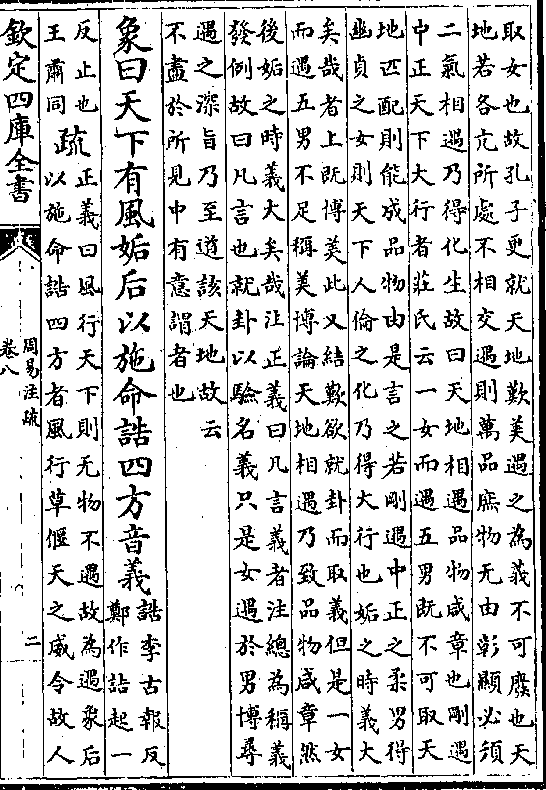 取女也故孔子更就天地歎美遇之為義不可廢也天
地若各亢所處不相交遇則萬品庶物无由彰顯必須
二氣相遇乃得化生故曰天地相遇品物咸章也剛遇
中正天下大行者莊氏云一女而遇五男既不可取天
地匹配則能成品物由是言之若剛遇中正之柔男得
幽貞之女則天下人倫之化乃得大行也姤之時義大
矣哉者上既博美此又結歎欲就卦而取義但是一女
而遇五男不足稱美博論天地相遇乃致品物咸章然
後姤之時義大矣哉注正義曰凡言義者注總為稱義
發例故曰凡言也就卦以驗名義只是女遇於男博尋
遇之深旨乃至道該天地故云
不盡於所見中有意謂者也
象曰天下有風姤后以施命誥四方音義
誥李古報反
鄭作詰起一
反止也
王肅同
疏
正義曰風行天下則无物不遇故為遇象后
以施命誥四方者風行草偃天之威令故人
欽定四庫全書
周易注疏
卷八
二